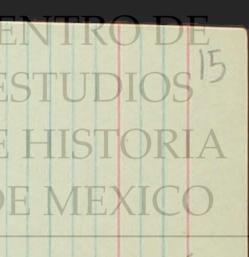 ENTRO DE
15
ESTUDIOS
E HISTORIA
DE MEXICO